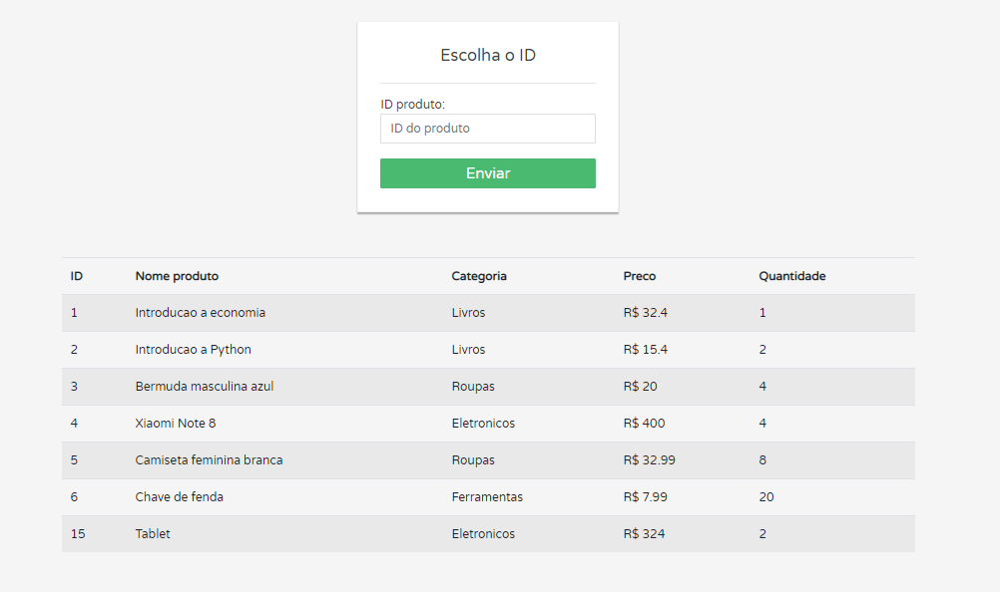 Escolha o ID
ID produto:
ID do produto
Enviar
ID Nome produto Categoria Preco Quantidade
1 Introducao a economia Livros R$ 32.4 1
2 Introducao a Python Livros R$ 15.4 2
3 Bermuda masculina azul Roupas R$ 20 4
4 Xiaomi Note 8 Eletronicos R$ 400 4
5 Camiseta feminina branca Roupas R$ 32.99 8
6 Chave de fenda Ferramentas R$ 7.99 20
15 Tablet Eletronicos R$ 324 2